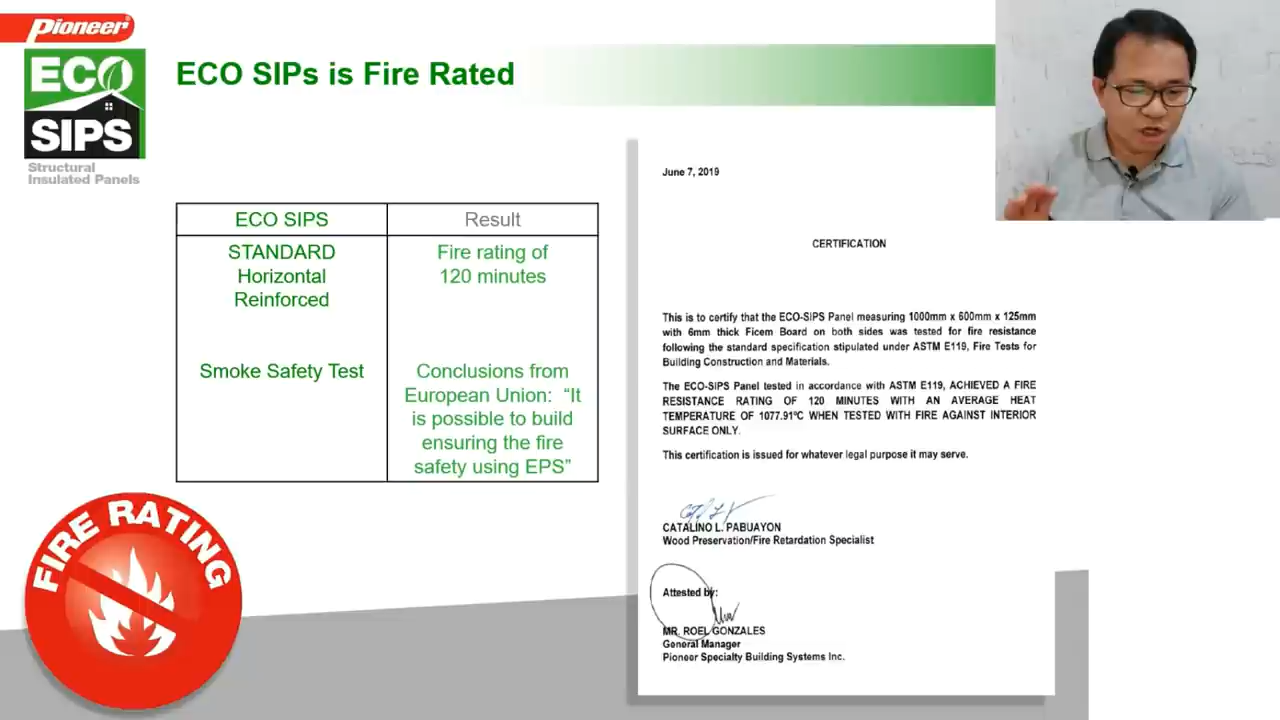 Pioneer
ECO
SIPS
Structural
Insulated Panels
ECO SIPs is Fire Rated
ECO SIPS
Result
STANDARD
Horizontal
Reinforced
Fire rating of
120 minutes
Smoke Safety Test
Conclusions from
European Union: “It
is possible to build
ensuring the fire
safety using EPS”
FIRE RATING
June 7, 2019
CERTIFICATION
This is to certify that the ECO-SIPS Panel measuring 1000mm x 600mm x 125mm
with 6mm thick Ficem Board on both sides was tested for fire resistance
following the standard specification stipulated under ASTM E119, Fire Tests for
Building Construction and Materials.
The ECO-SIPS Panel tested in accordance with ASTM E119, ACHIEVED A FIRE
RESISTANCE RATING OF 120 MINUTES WITH AN AVERAGE HEAT
TEMPERATURE OF 1077.91ºC WHEN TESTED WITH FIRE AGAINST INTERIOR
SURFACE ONLY.
This certification is issued for whatever legal purpose it may serve.
CATALINO L. PABUAYON
Wood Preservation/Fire Retardation Specialist
Attested by:
MR. ROEL GONZALES
General Manager
Pioneer Specialty Building Systems Inc.